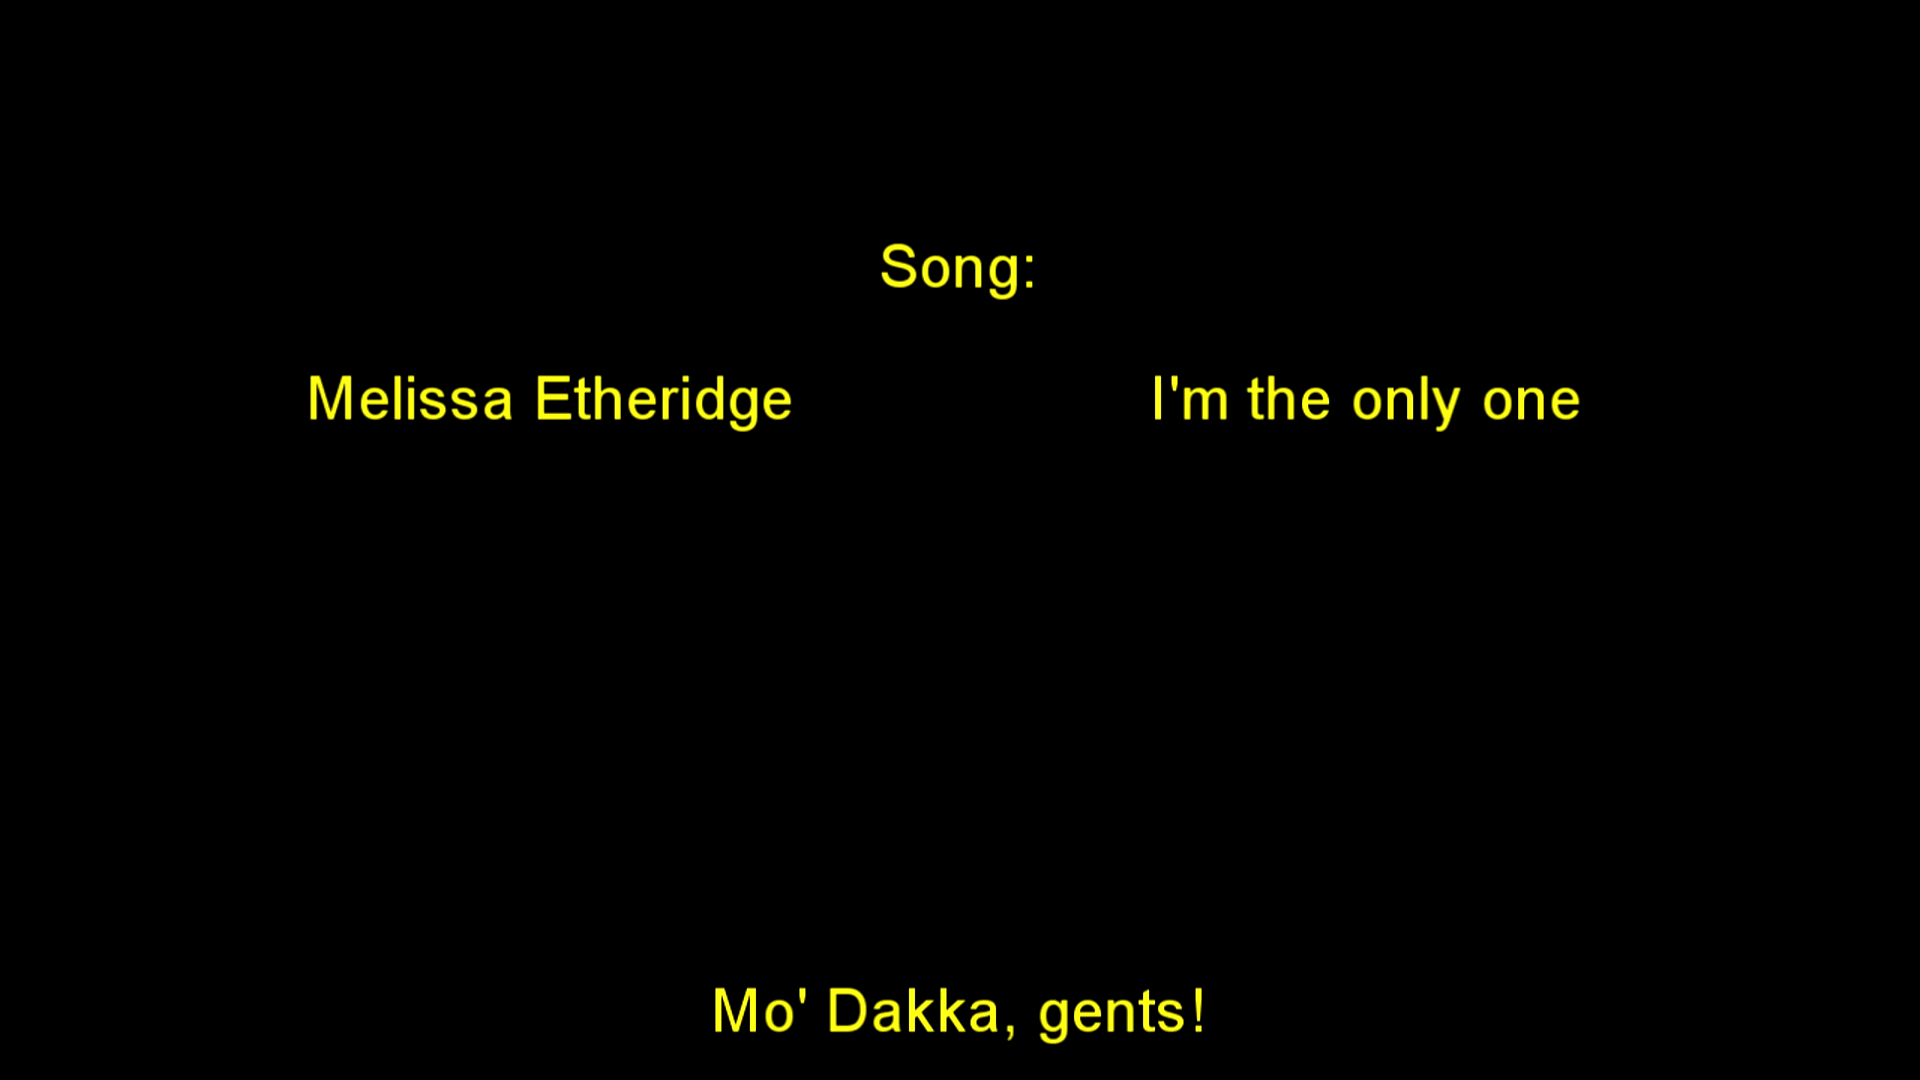 Song:
Melissa Etheridge I'm the only one
Mo' Dakka, gents!